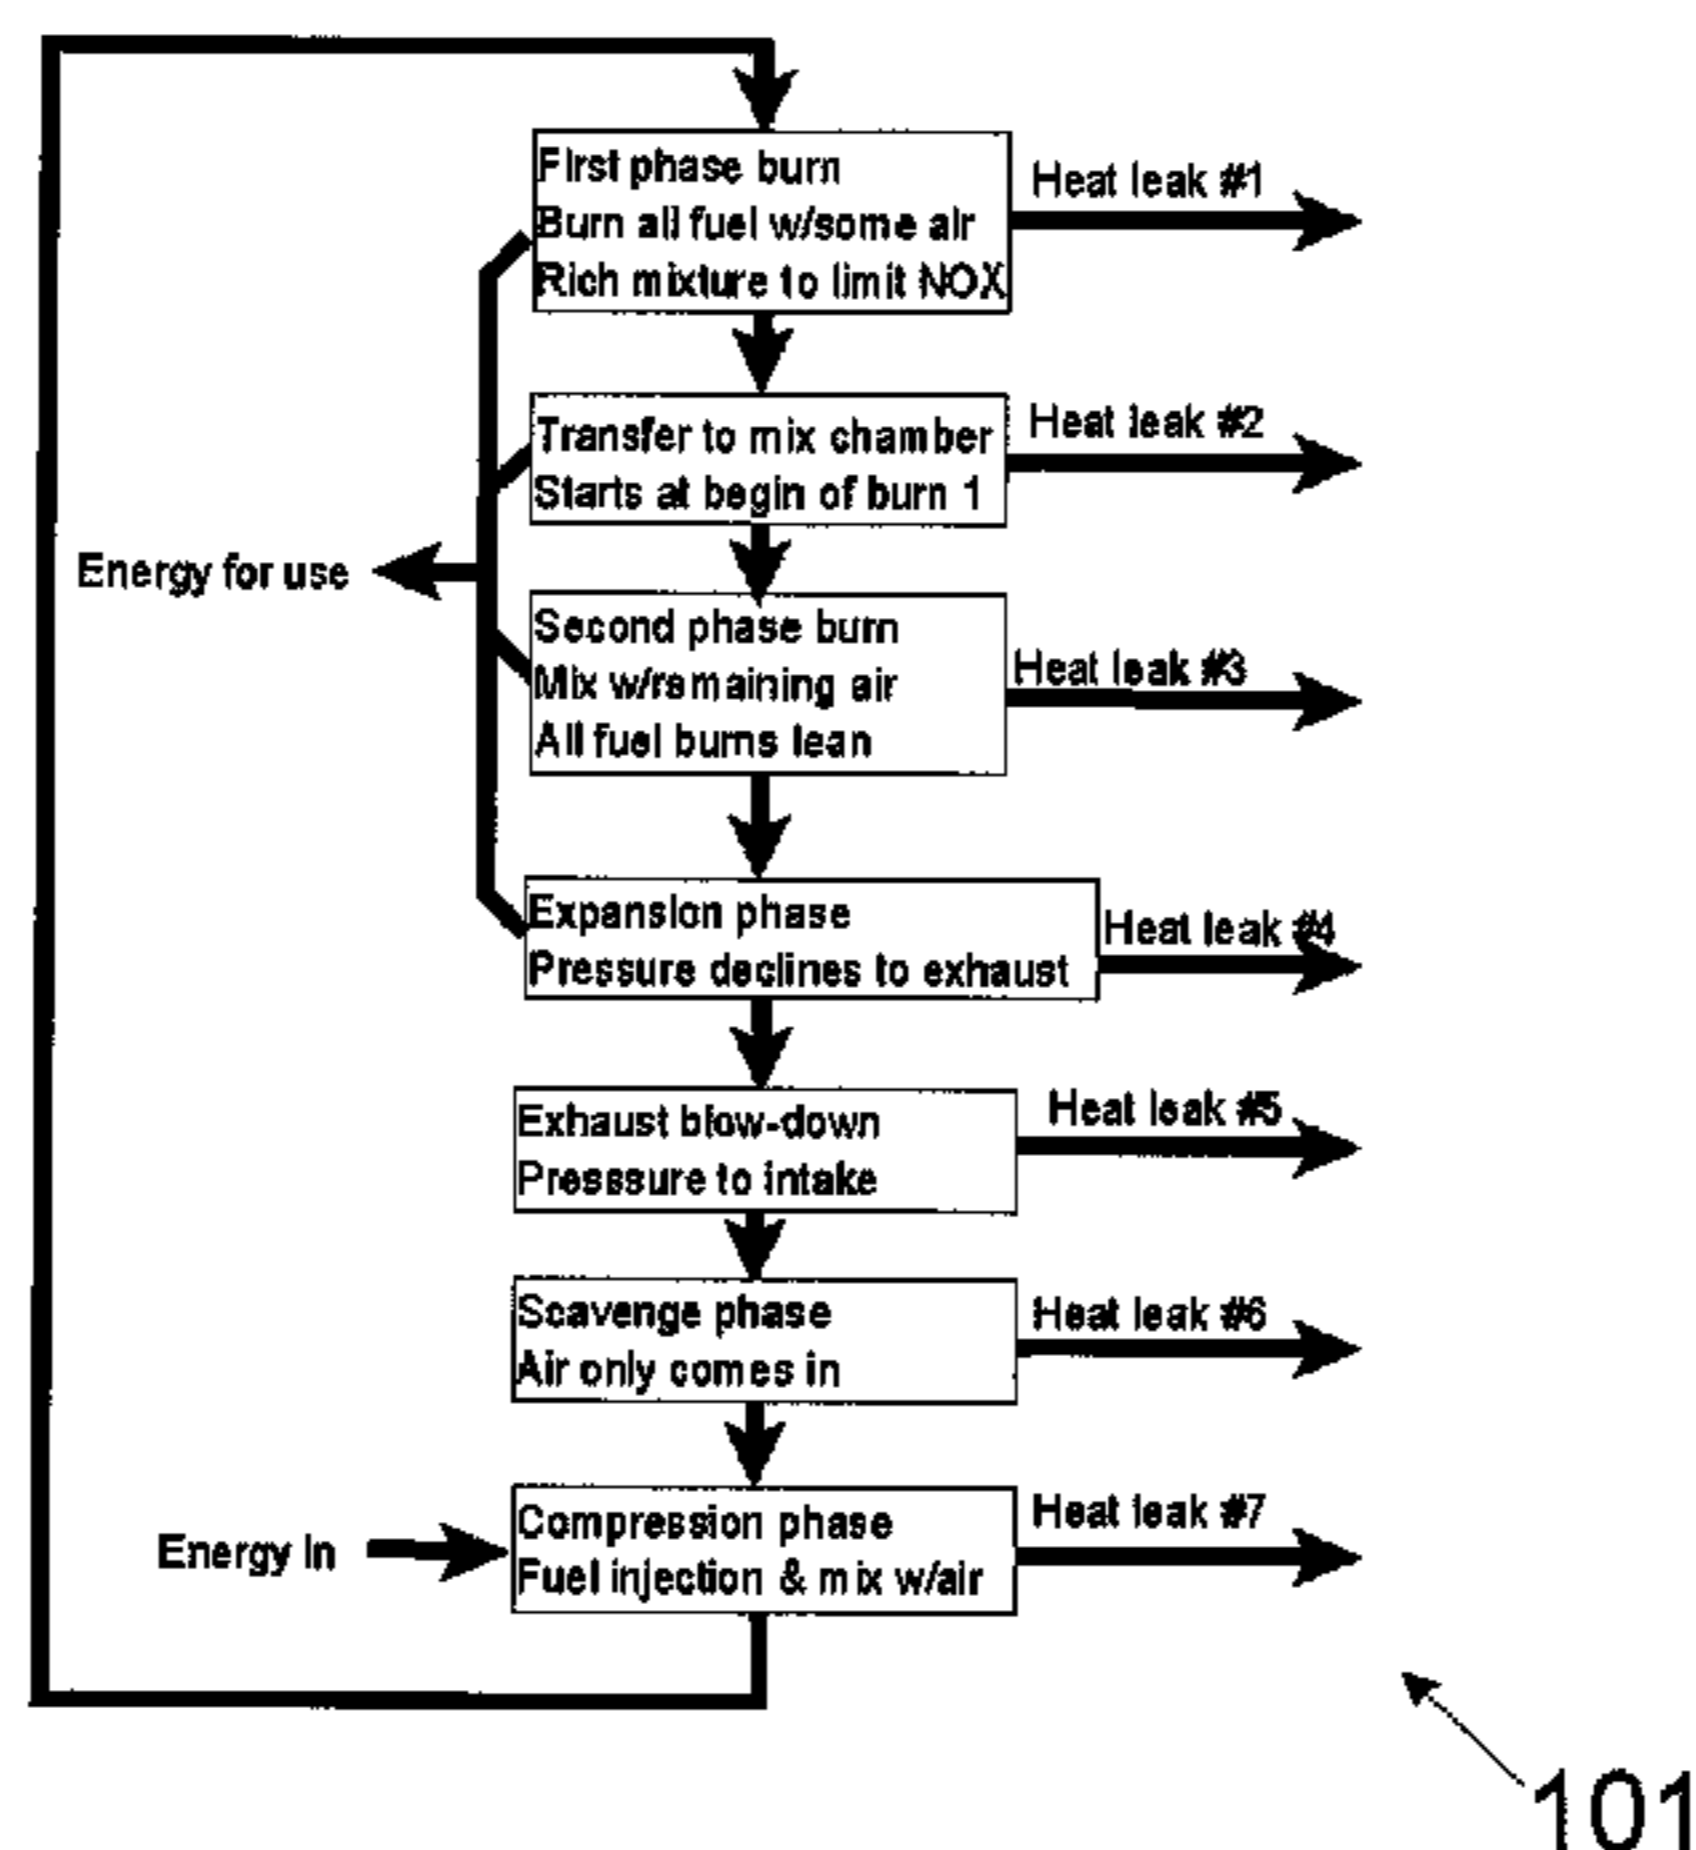 First phase burn
Burn all fuel w/some air
Rich mixture to limit NOX
Heat leak #1
Transfer to mix chamber
Starts at begin of burn 1
Heat leak #2
Energy for use
Second phase burn
Mix w/remaining air
All fuel burns lean
Heat leak #3
Expansion phase
Pressure declines to exhaust
Heat leak #4
Exhaust blow-down
Presssure to intake
Heat leak #5
Scavenge phase
Air only comes in
Heat leak #6
Energy in
Compression phase
Fuel injection & mix w/air
Heat leak #7
101